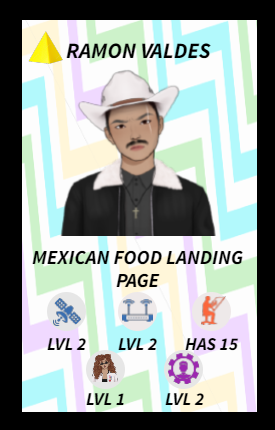 RAMON VALDES
MEXICAN FOOD LANDING
PAGE
LVL 2
LVL 2
HAS 15
LVL 1
LVL 2